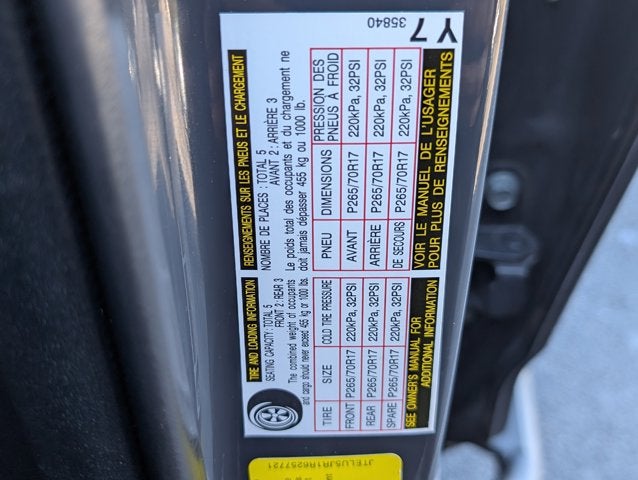 TIRE AND LOADING INFORMATION
SEATING CAPACITY : TOTAL 5
FRONT 2 : REAR 3
The combined weight of occupants
and cargo should never exceed 455 kg or 1000 lbs.
TIRE SIZE COLD TIRE PRESSURE
FRONT P265/70R17 220kPa, 32PSI
REAR P265/70R17 220kPa, 32PSI
SPARE P265/70R17 220kPa, 32PSI
SEE OWNER'S MANUAL FOR
ADDITIONAL INFORMATION
RENSEIGNEMENTS SUR LES PNEUS ET LE CHARGEMENT
NOMBRE DE PLACES : TOTAL 5
AVANT 2 : ARRIÈRE 3
Le poids total des occupants et du chargement ne
doit jamais dépasser 455 kg ou 1000 lb.
PNEU DIMENSIONS PRESSION DES PNEUS À FROID
AVANT P265/70R17 220kPa, 32PSI
ARRIÈRE P265/70R17 220kPa, 32PSI
DE SECOURS P265/70R17 220kPa, 32PSI
VOIR LE MANUEL DE L'USAGER
POUR PLUS DE RENSEIGNEMENTS
35840
Y7
JTELU5JR1R6257721